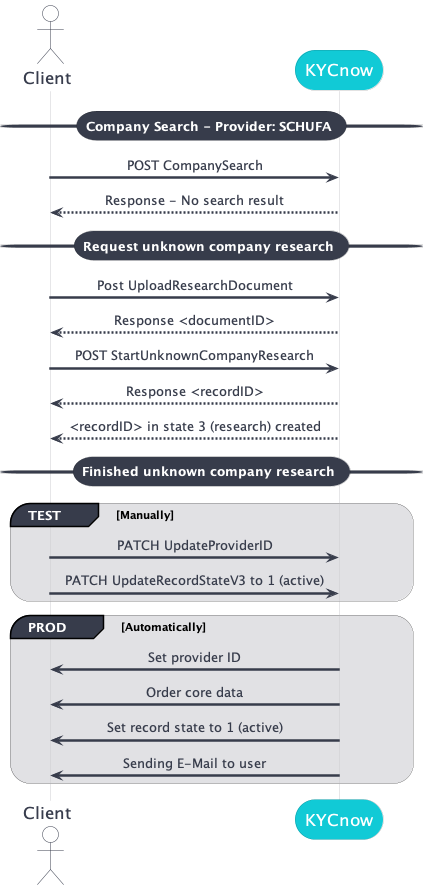 Client
KYCnow
Company Search - Provider: SCHUFA
POST CompanySearch
Response - No search result
Request unknown company research
Post UploadResearchDocument
Response <documentID>
POST StartUnknownCompanyResearch
Response <recordID>
<recordID> in state 3 (research) created
Finished unknown company research
TEST [Manually]
PATCH UpdateProviderID
PATCH UpdateRecordStateV3 to 1 (active)
PROD [Automatically]
Set provider ID
Order core data
Set record state to 1 (active)
Sending E-Mail to user
Client
KYCnow